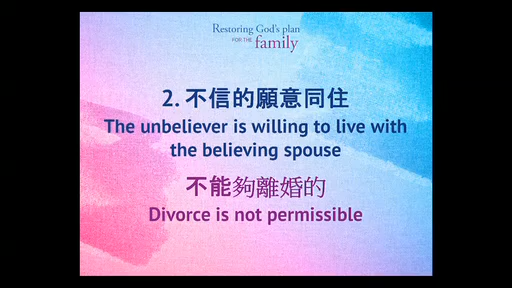 Restoring God's plan
FOR THE family
2. 不信的願意同住
The unbeliever is willing to live with
the believing spouse
不能夠離婚的
Divorce is not permissible